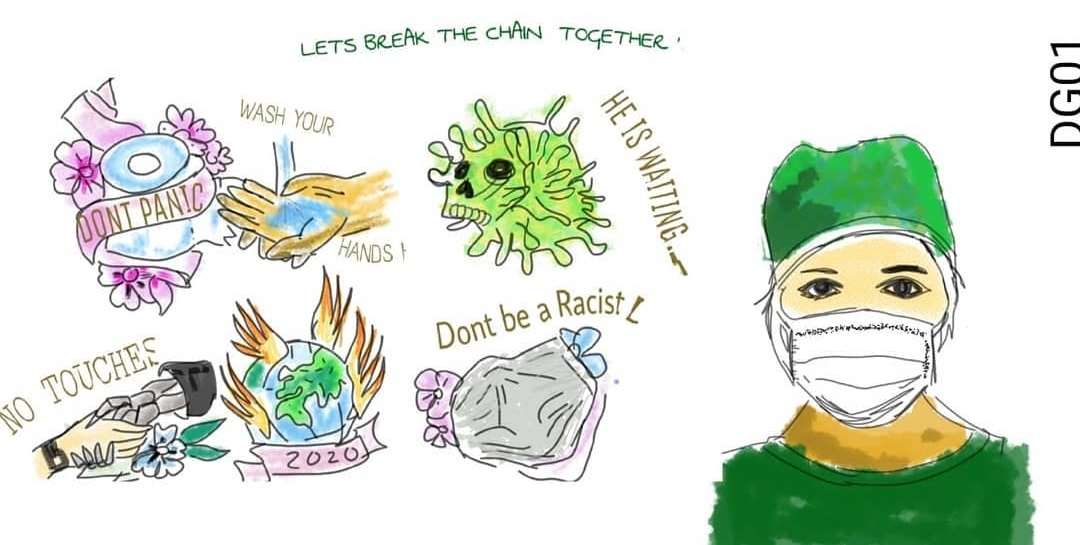 LETS BREAK THE CHAIN TOGETHER
DG01
WASH YOUR
HANDS
DONT PANIC
HE IS WAITING...
NO TOUCHES
2020
Dont be a Racist